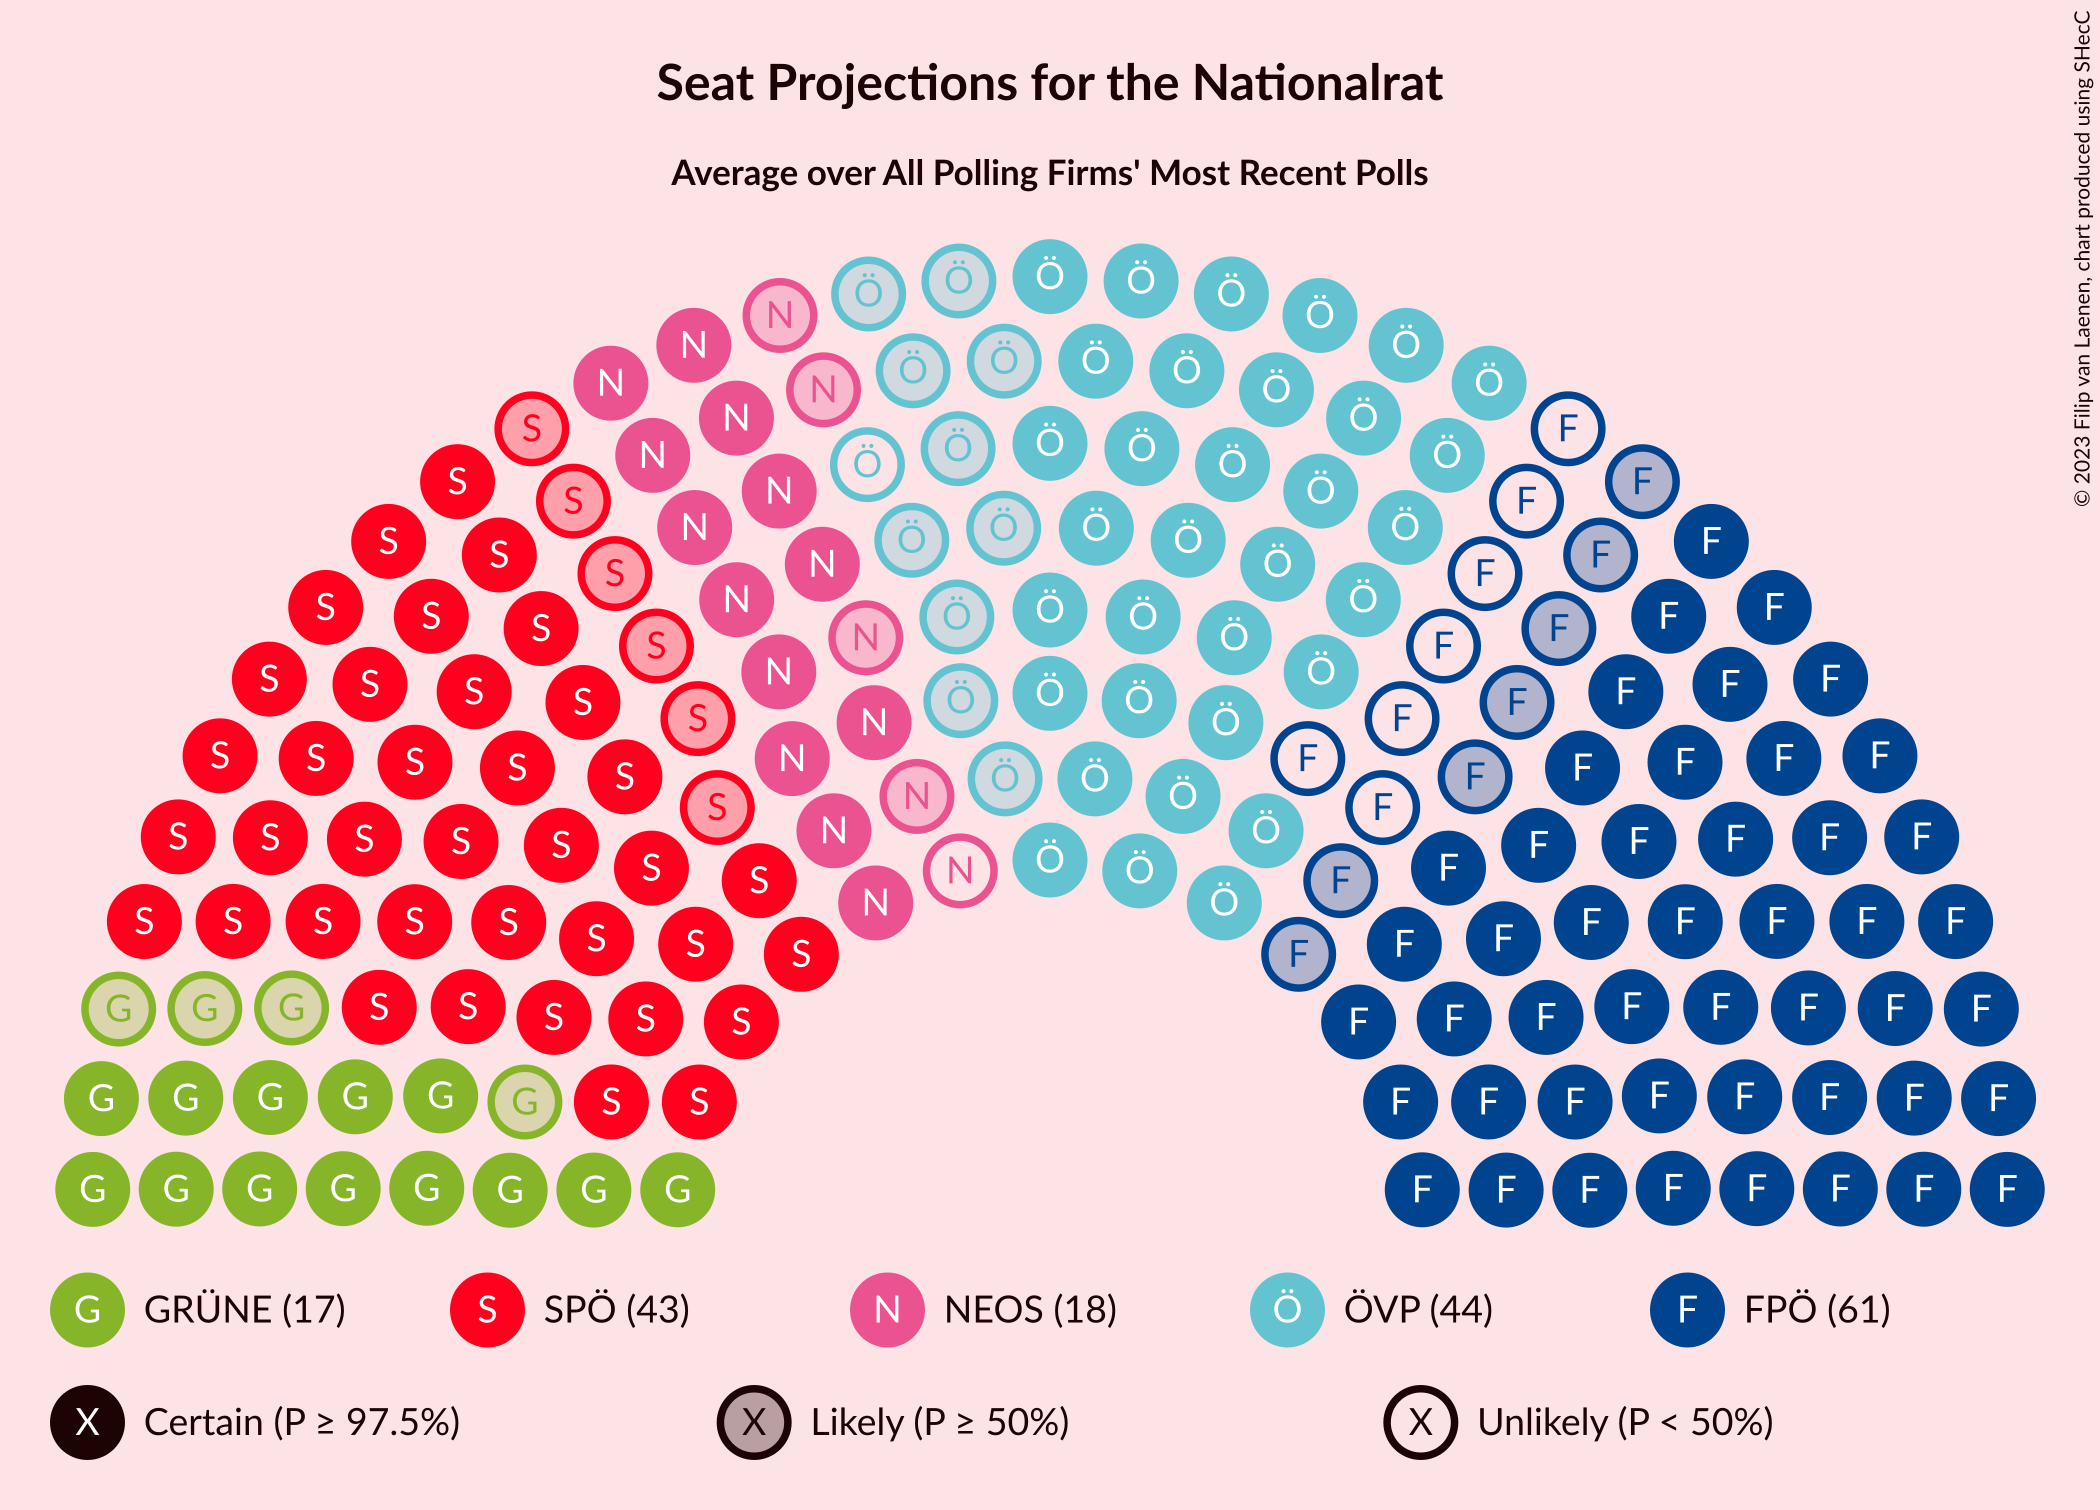 Seat Projections for the Nationalrat
Average over All Polling Firms' Most Recent Polls
© 2023 Filip van Laenen, chart produced using SHecC
Ö Ö Ö Ö Ö Ö Ö Ö
N Ö Ö Ö Ö Ö Ö Ö
N N N Ö Ö Ö Ö Ö Ö Ö F F
S N N N Ö Ö Ö Ö Ö Ö F F F
S S S N N N Ö Ö Ö Ö Ö F F F F
S S S S N N Ö Ö Ö Ö F F F F F
S S S S S N N Ö Ö Ö Ö F F F F F F
S S S S S S N N N Ö Ö Ö F F F F F F F
S S S S S S S N F F F F F F F F
S S S S S S S S F F F F F F F F
G G G S S S S S F F F F F F F F
G G G G G G S S F F F F F F F F
G G G G G G G G F F F F F F F F
G GRÜNE (17) S SPÖ (43) N NEOS (18) Ö ÖVP (44) F FPÖ (61)
X Certain (P ≥ 97.5%) X Likely (P ≥ 50%) X Unlikely (P < 50%)